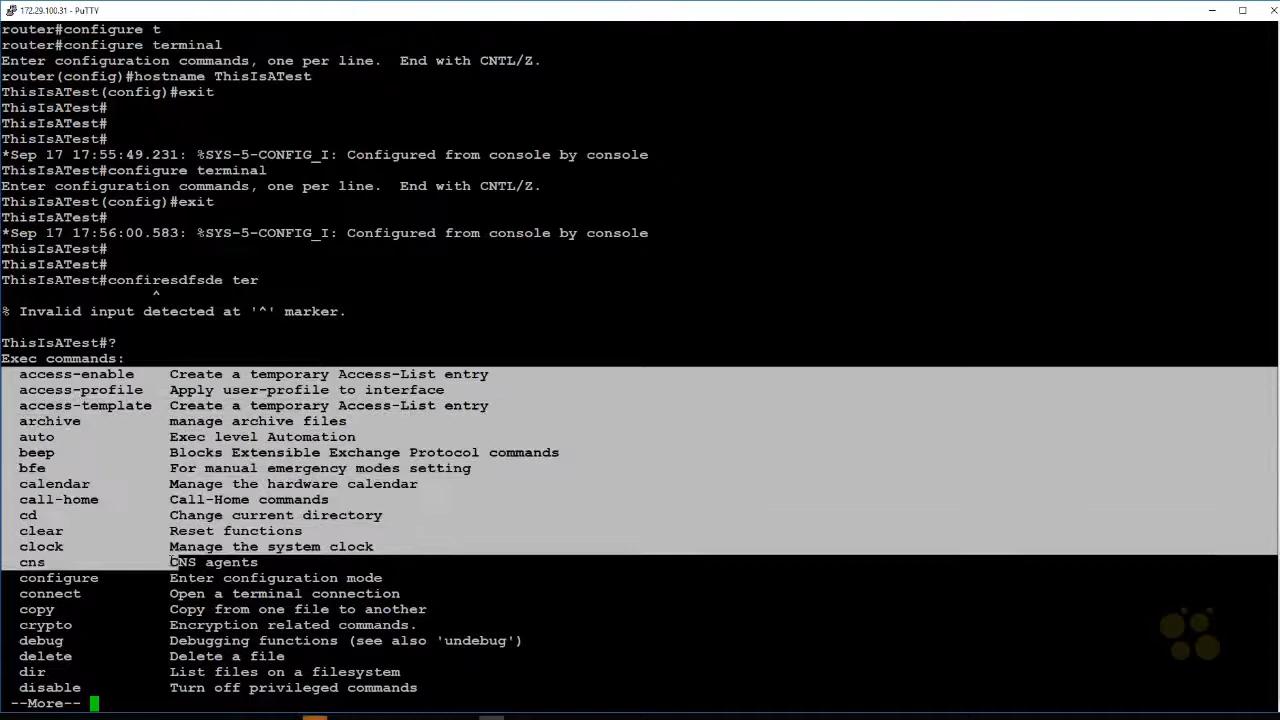 172.29.100.31 - PuTTY
router#configure t
router#configure terminal
Enter configuration commands, one per line.  End with CNTL/Z.
router(config)#hostname ThisIsATest
ThisIsATest(config)#exit
ThisIsATest#
ThisIsATest#
ThisIsATest#
*Sep 17 17:55:49.231: %SYS-5-CONFIG_I: Configured from console by console
ThisIsATest#configure terminal
Enter configuration commands, one per line.  End with CNTL/Z.
ThisIsATest(config)#exit
ThisIsATest#
*Sep 17 17:56:00.583: %SYS-5-CONFIG_I: Configured from console by console
ThisIsATest#
ThisIsATest#
ThisIsATest#confiresdfsde ter
^
% Invalid input detected at '^' marker.
ThisIsATest#?
Exec commands:
access-enable    Create a temporary Access-List entry
access-profile   Apply user-profile to interface
access-template  Create a temporary Access-List entry
archive          manage archive files
auto             Exec level Automation
beep             Blocks Extensible Exchange Protocol commands
bfe              For manual emergency modes setting
calendar         Manage the hardware calendar
call-home        Call-Home commands
cd               Change current directory
clear            Reset functions
clock            Manage the system clock
cns              CNS agents
configure        Enter configuration mode
connect          Open a terminal connection
copy             Copy from one file to another
crypto           Encryption related commands.
debug            Debugging functions (see also 'undebug')
delete           Delete a file
dir              List files on a filesystem
disable          Turn off privileged commands
--More--